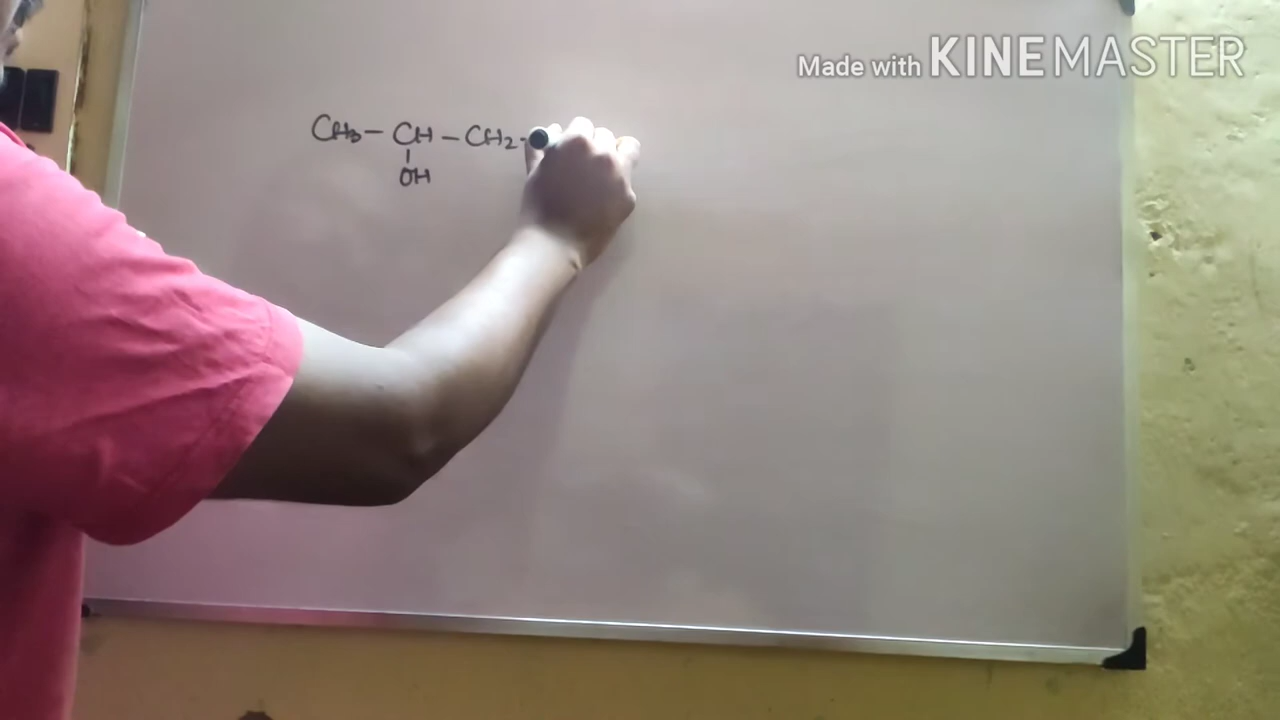 Made with KINEMASTER
CH3 – CH – CH2 -
OH